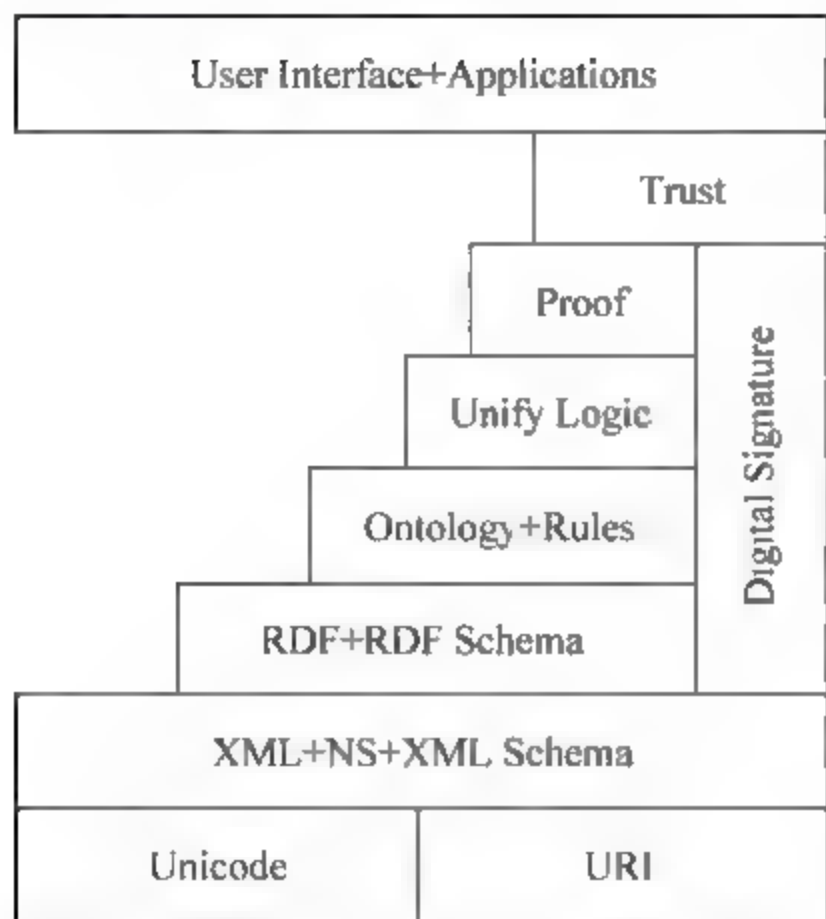 User Interface+Applications
Trust
Proof
Unify Logic
Ontology+Rules
RDF+RDF Schema
Digital Signature
XML+NS+XML Schema
Unicode
URI